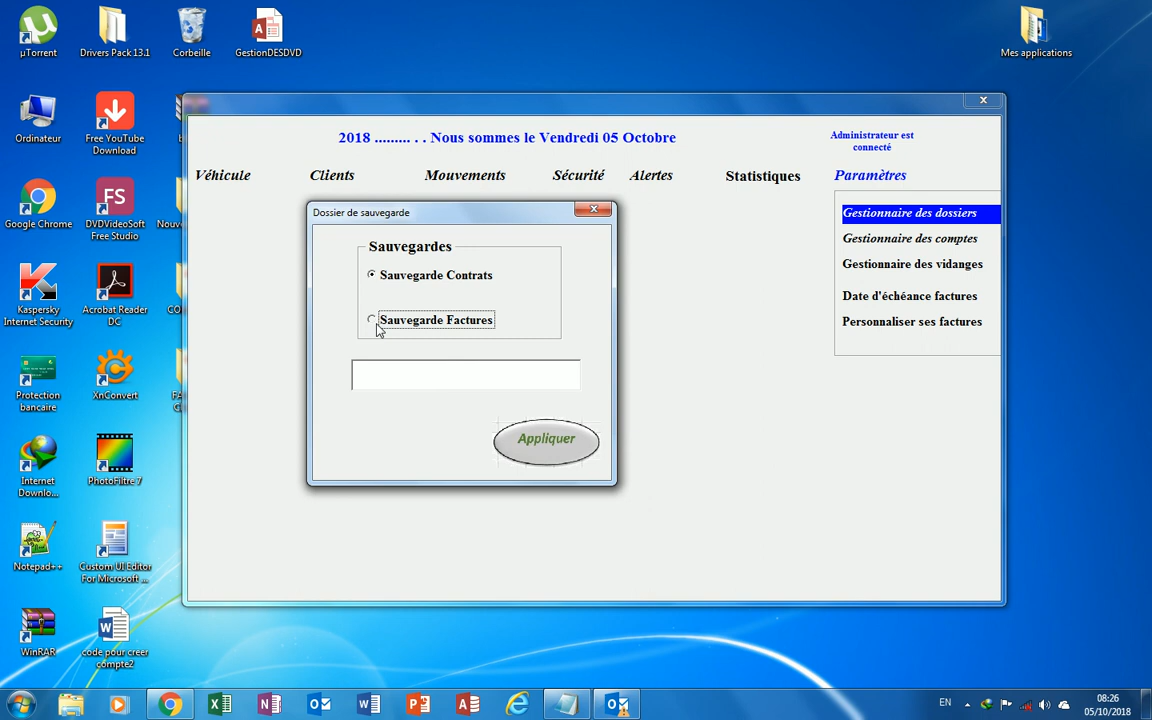 µTorrent
Drivers Pack 13.1
Corbeille
GestionDESDVD
Mes applications
Ordinateur
Free YouTube
Download
Google Chrome
DVDVideoSoft
Free Studio
Kaspersky
Internet Security
Acrobat Reader
DC
Protection
bancaire
XnConvert
Internet
Downlo...
PhotoFiltre 7
Notepad++
Custom UI Editor
For Microsoft ...
WinRAR
code pour creer
compte2
2018 ......... . . Nous sommes le Vendredi 05 Octobre
Administrateur est
connecté
Véhicule
Clients
Mouvements
Sécurité
Alertes
Statistiques
Paramètres
Gestionnaire des dossiers
Gestionnaire des comptes
Gestionnaire des vidanges
Date d'échéance factures
Personnaliser ses factures
Dossier de sauvegarde
Sauvegardes
Sauvegarde Contrats
Sauvegarde Factures
Appliquer
EN
08:26
05/10/2018